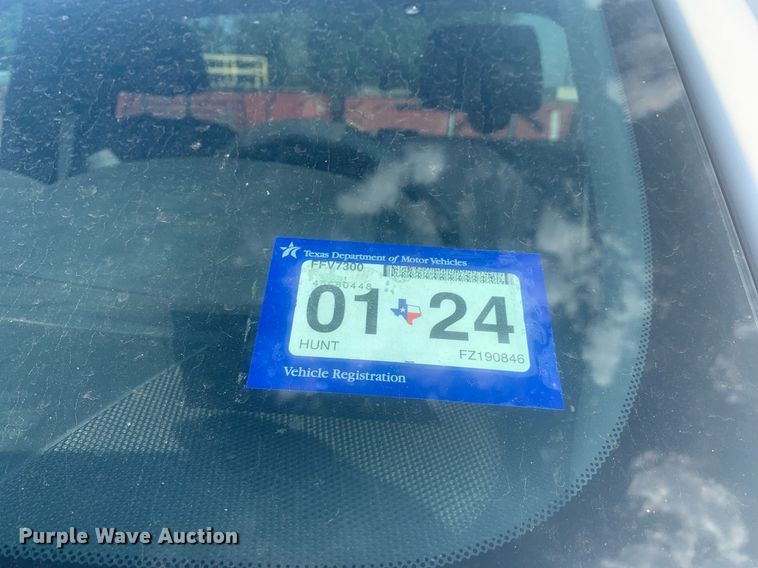 Texas Department of Motor Vehicles
FFV7300
01 24
HUNT FZ190846
Vehicle Registration
Purple Wave Auction